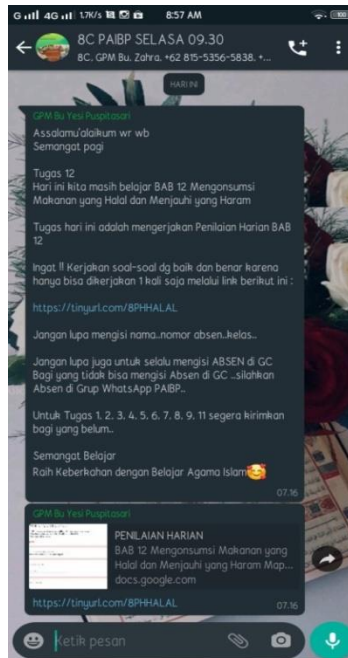 4G 1.7K/s 8:57 AM 100
8C PAIBP SELASA 09.30
8C, GPM Bu. Zahra, +62 815-5356-5838, +...
HARI INI
GPM Bu Yesi Puspitasari
Assalamu'alaikum wr wb
Semangat pagi
Tugas 12
Hari ini kita masih belajar BAB 12 Mengonsumsi
Makanan yang Halal dan Menjauhi yang Haram
Tugas hari ini adalah mengerjakan Penilaian Harian BAB
12
Ingat !! Kerjakan soal-soal dg baik dan benar karena
hanya bisa dikerjakan 1 kali saja melalui link berikut ini :
https://tinyurl.com/8PHHALAL
Jangan lupa mengisi nama..nomor absen..kelas..
Jangan lupa juga untuk selalu mengisi ABSEN di GC
Bagi yang tidak bisa mengisi Absen di GC ..silahkan
Absen di Grup WhatsApp PAIBP..
Untuk Tugas 1, 2, 3, 4, 5, 6, 7, 8, 9, 11 segera kirimkan
bagi yang belum..
Semangat Belajar
Raih Keberkahan dengan Belajar Agama Islam🥰
07.16
GPM Bu Yesi Puspitasari
PENILAIAN HARIAN
BAB 12 Mengonsumsi Makanan yang
Halal dan Menjauhi yang Haram Map...
docs.google.com
https://tinyurl.com/8PHHALAL
07.16
Ketik pesan